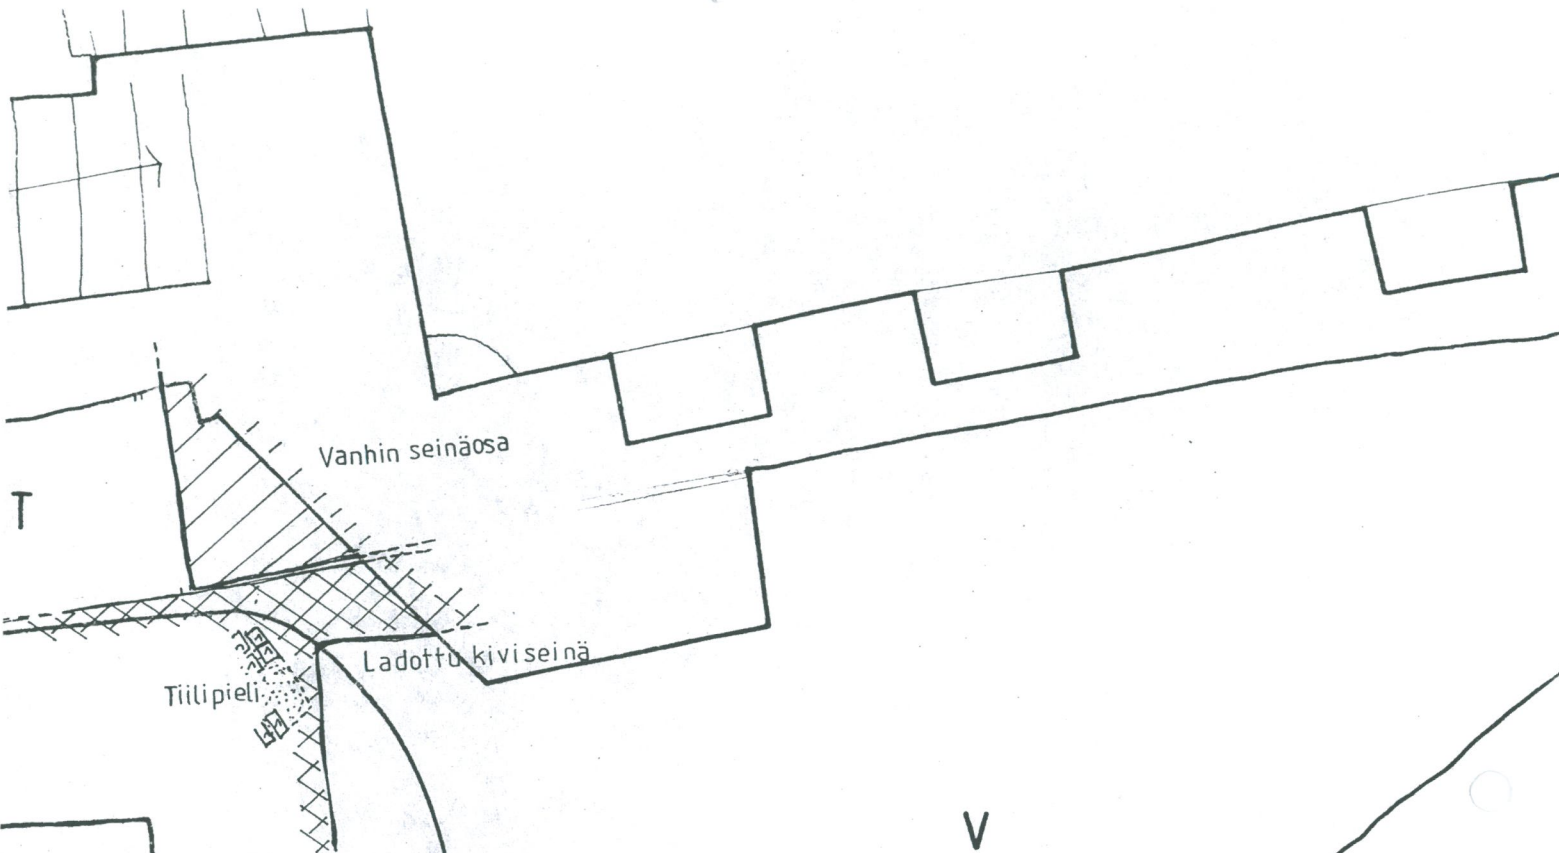 Vanhin seinäosa
T
Ladottu kiviseinä
Tiilipieli
V